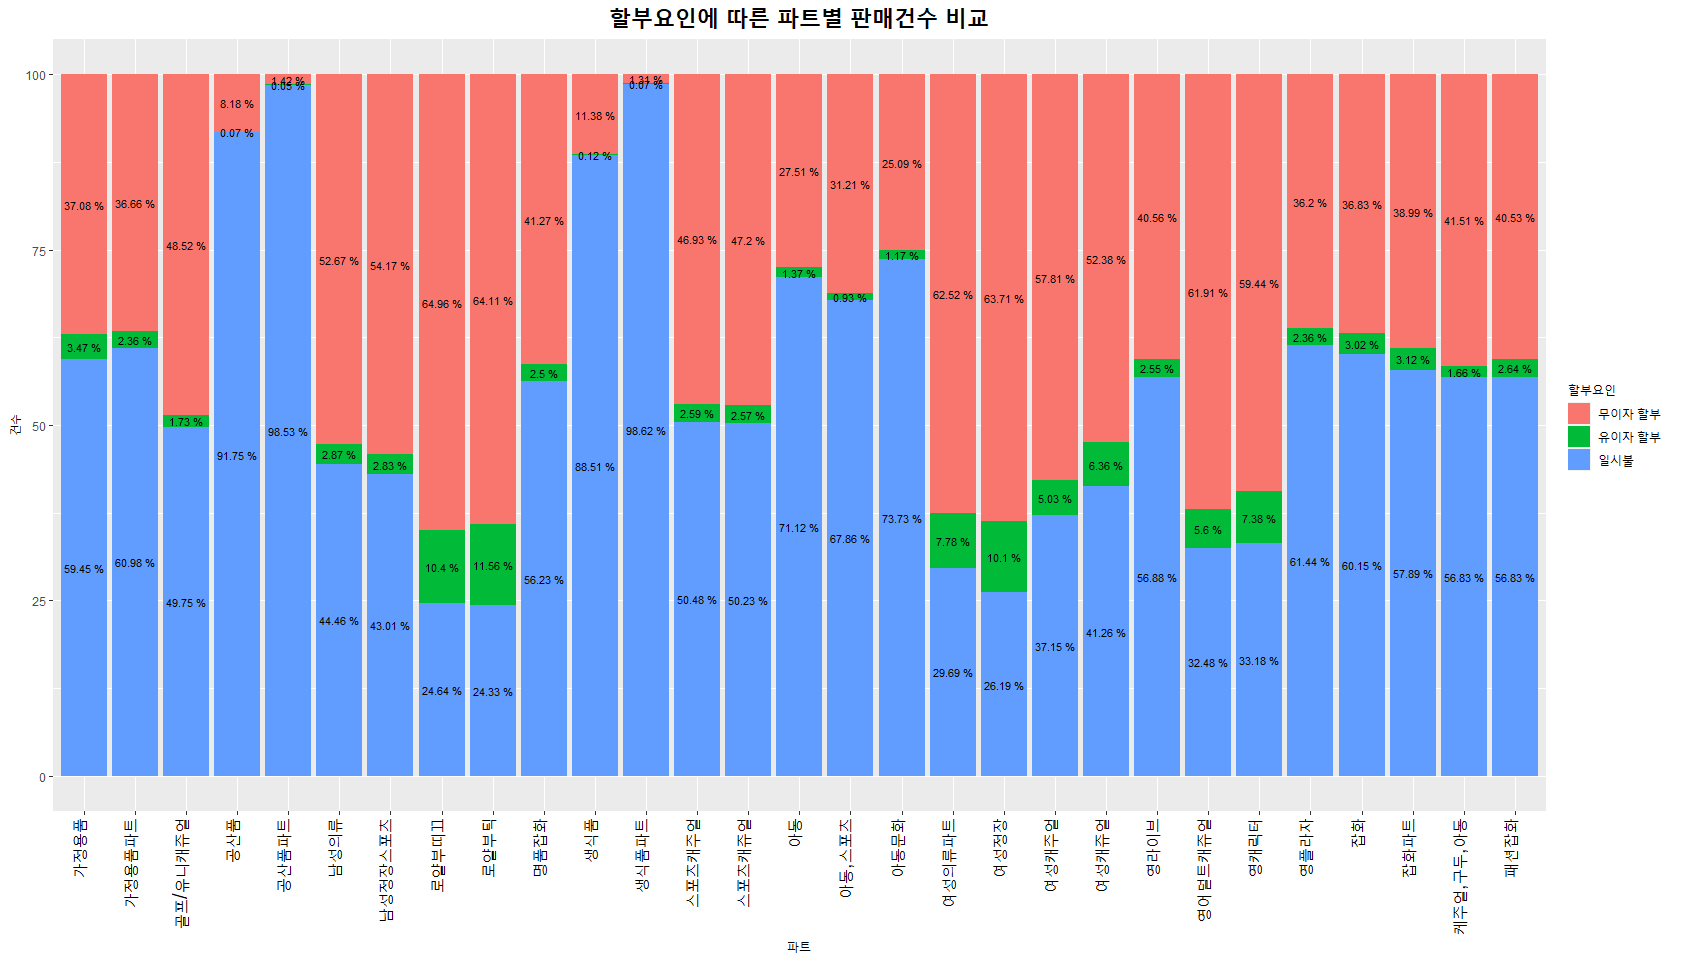 할부요인에 따른 파트별 판매건수 비교
건수
100
75
50
25
0
37.08 %
3.47 %
59.45 %
36.66 %
2.36 %
60.98 %
48.52 %
1.73 %
49.75 %
8.18 %
0.07 %
91.75 %
1.42 %
0.05 %
98.53 %
52.67 %
2.87 %
44.46 %
54.17 %
2.83 %
43.01 %
64.96 %
10.4 %
24.64 %
64.11 %
11.56 %
24.33 %
41.27 %
2.5 %
56.23 %
11.38 %
0.12 %
88.51 %
1.31 %
0.07 %
98.62 %
46.93 %
2.59 %
50.48 %
47.2 %
2.57 %
50.23 %
27.51 %
1.37 %
71.12 %
31.21 %
0.93 %
67.86 %
25.09 %
1.17 %
73.73 %
62.52 %
7.78 %
29.69 %
63.71 %
10.1 %
26.19 %
57.81 %
5.03 %
37.15 %
52.38 %
6.36 %
41.26 %
40.56 %
2.55 %
56.88 %
61.91 %
5.6 %
32.48 %
59.44 %
7.38 %
33.18 %
36.2 %
2.36 %
61.44 %
36.83 %
3.02 %
60.15 %
38.99 %
3.12 %
57.89 %
41.51 %
1.66 %
56.83 %
40.53 %
2.64 %
56.83 %
가정용품
가정용품파트
골프/유니캐쥬얼
공산품
공산품파트
남성의류
남성정장스포츠
로얄부띠끄
로얄부틱
명품잡화
생식품
생식품파트
스포츠캐주얼
스포츠캐쥬얼
아동
아동,스포츠
아동문화
여성의류파트
여성정장
여성캐주얼
여성캐쥬얼
영라이브
영어덜트캐쥬얼
영캐릭터
영플라자
잡화
잡화파트
캐주얼,구두,아동
패션잡화
파트
할부요인
무이자 할부
유이자 할부
일시불